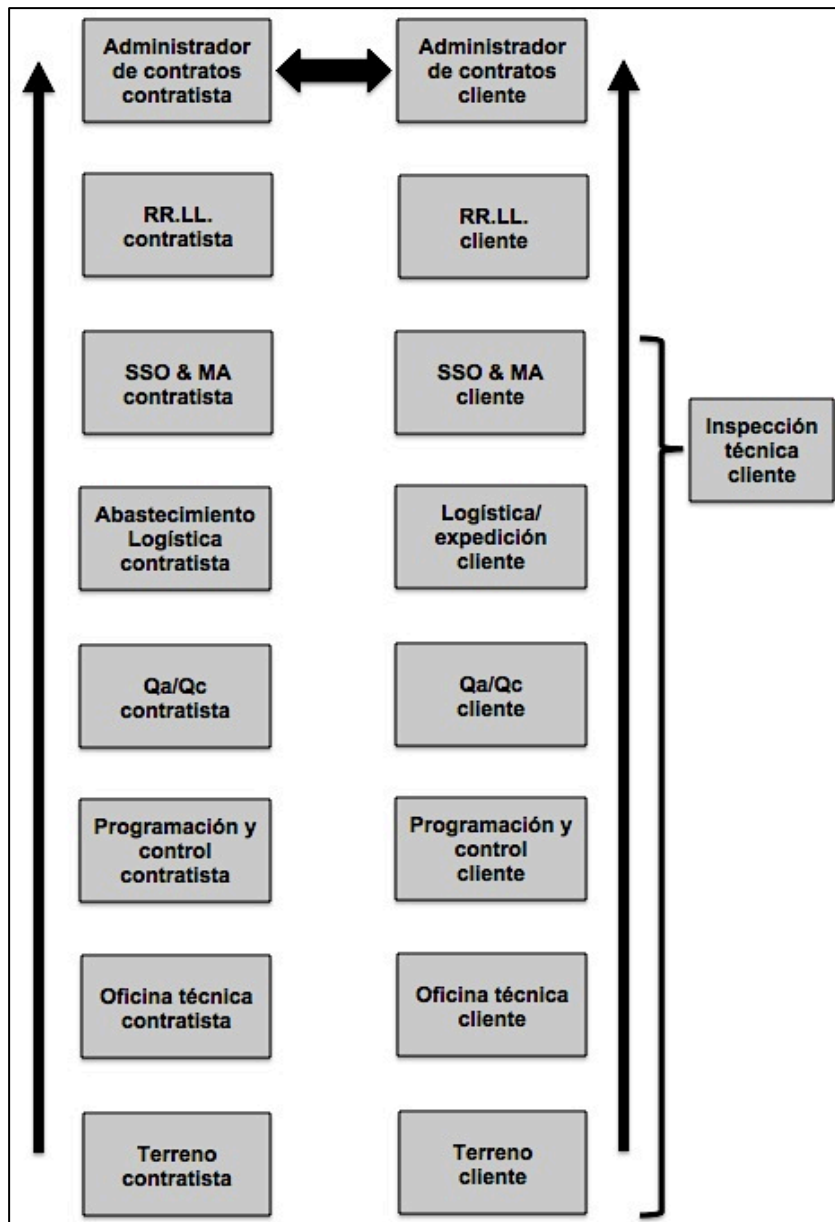 Administrador
de contratos
contratista
Administrador
de contratos
cliente
RR.LL.
contratista
RR.LL.
cliente
SSO & MA
contratista
SSO & MA
cliente
Inspección
técnica
cliente
Abastecimiento
Logística
contratista
Logística/
expedición
cliente
Qa/Qc
contratista
Qa/Qc
cliente
Programación y
control
contratista
Programación y
control
cliente
Oficina técnica
contratista
Oficina técnica
cliente
Terreno
contratista
Terreno
cliente